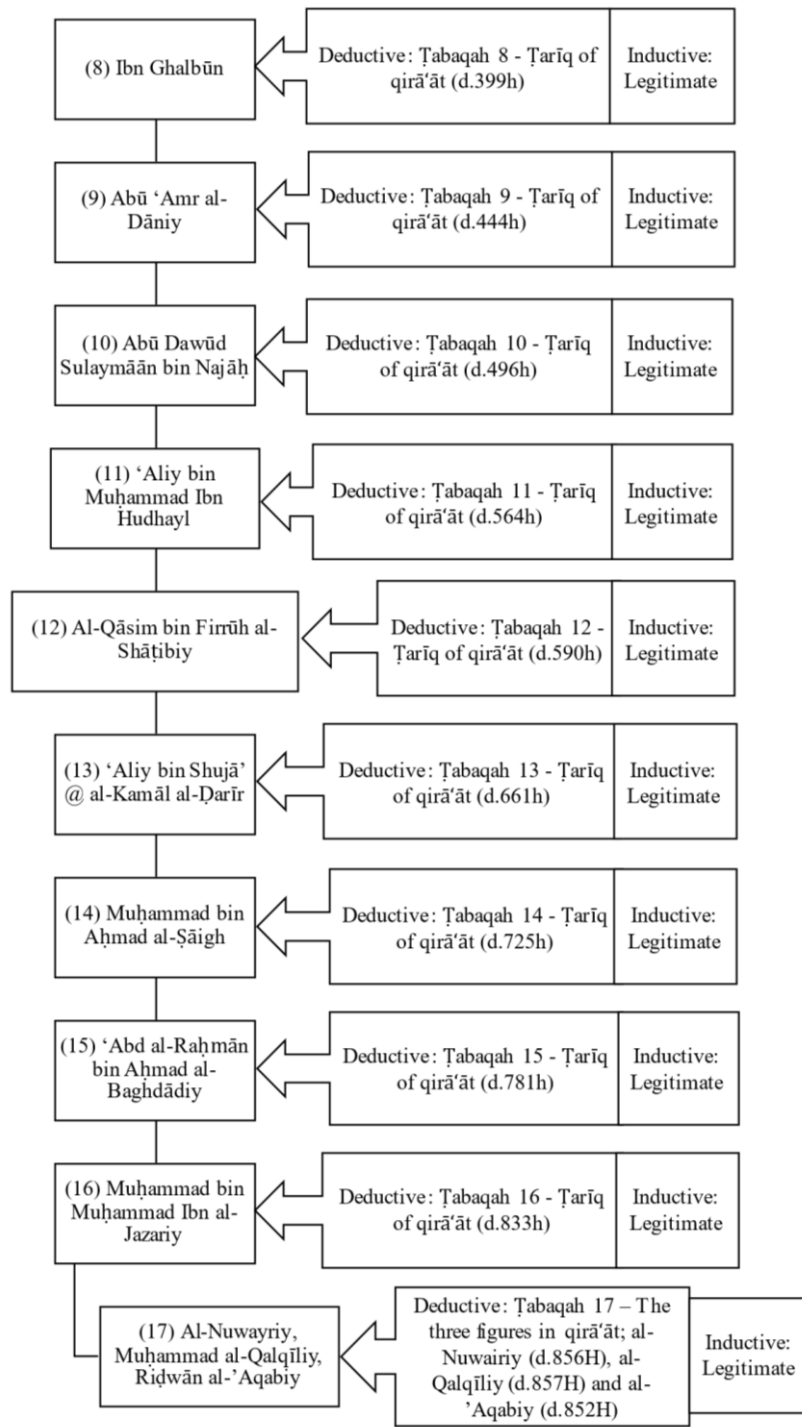 (8) Ibn Ghalbūn
Deductive: Ṭabaqah 8 - Ṭarīq of
qirā‘āt (d.399h)
Inductive:
Legitimate
(9) Abū ‘Amr al-
Dāniy
Deductive: Ṭabaqah 9 - Ṭarīq of
qirā‘āt (d.444h)
Inductive:
Legitimate
(10) Abū Dawūd
Sulaymāān bin Najāḥ
Deductive: Ṭabaqah 10 - Ṭarīq
of qirā‘āt (d.496h)
Inductive:
Legitimate
(11) ‘Aliy bin
Muḥammad Ibn
Hudhayl
Deductive: Ṭabaqah 11 - Ṭarīq
of qirā‘āt (d.564h)
Inductive:
Legitimate
(12) Al-Qāsim bin Firrūh al-
Shāṭibiy
Deductive: Ṭabaqah 12 -
Ṭarīq of qirā‘āt (d.590h)
Inductive:
Legitimate
(13) ‘Aliy bin Shujā’
@ al-Kamāl al-Ḍarīr
Deductive: Ṭabaqah 13 - Ṭarīq
of qirā‘āt (d.661h)
Inductive:
Legitimate
(14) Muḥammad bin
Aḥmad al-Ṣāigh
Deductive: Ṭabaqah 14 - Ṭarīq
of qirā‘āt (d.725h)
Inductive:
Legitimate
(15) ‘Abd al-Raḥmān
bin Aḥmad al-
Baghdādiy
Deductive: Ṭabaqah 15 - Ṭarīq
of qirā‘āt (d.781h)
Inductive:
Legitimate
(16) Muḥammad bin
Muḥammad Ibn al-
Jazariy
Deductive: Ṭabaqah 16 - Ṭarīq
of qirā‘āt (d.833h)
Inductive:
Legitimate
(17) Al-Nuwayriy,
Muḥammad al-Qalqīliy,
Riḍwān al-’Aqabiy
Deductive: Ṭabaqah 17 – The
three figures in qirā‘āt; al-
Nuwairiy (d.856H), al-
Qalqīliy (d.857H) and al-
’Aqabiy (d.852H)
Inductive:
Legitimate